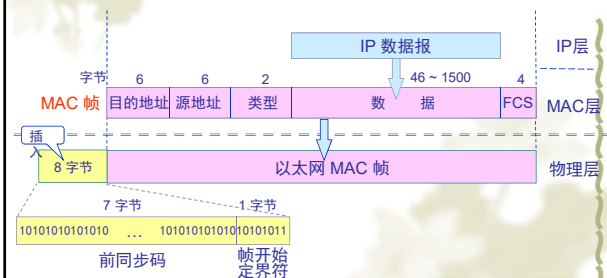 IP 数据报
IP层
字节 6 6 2 46 ~ 1500 4
MAC 帧 目的地址 源地址 类型 数 据 FCS MAC层
插入
8 字节 以太网 MAC 帧 物理层
7 字节 1 字节
10101010101010 … 10101010101010101011
前同步码 帧开始
定界符